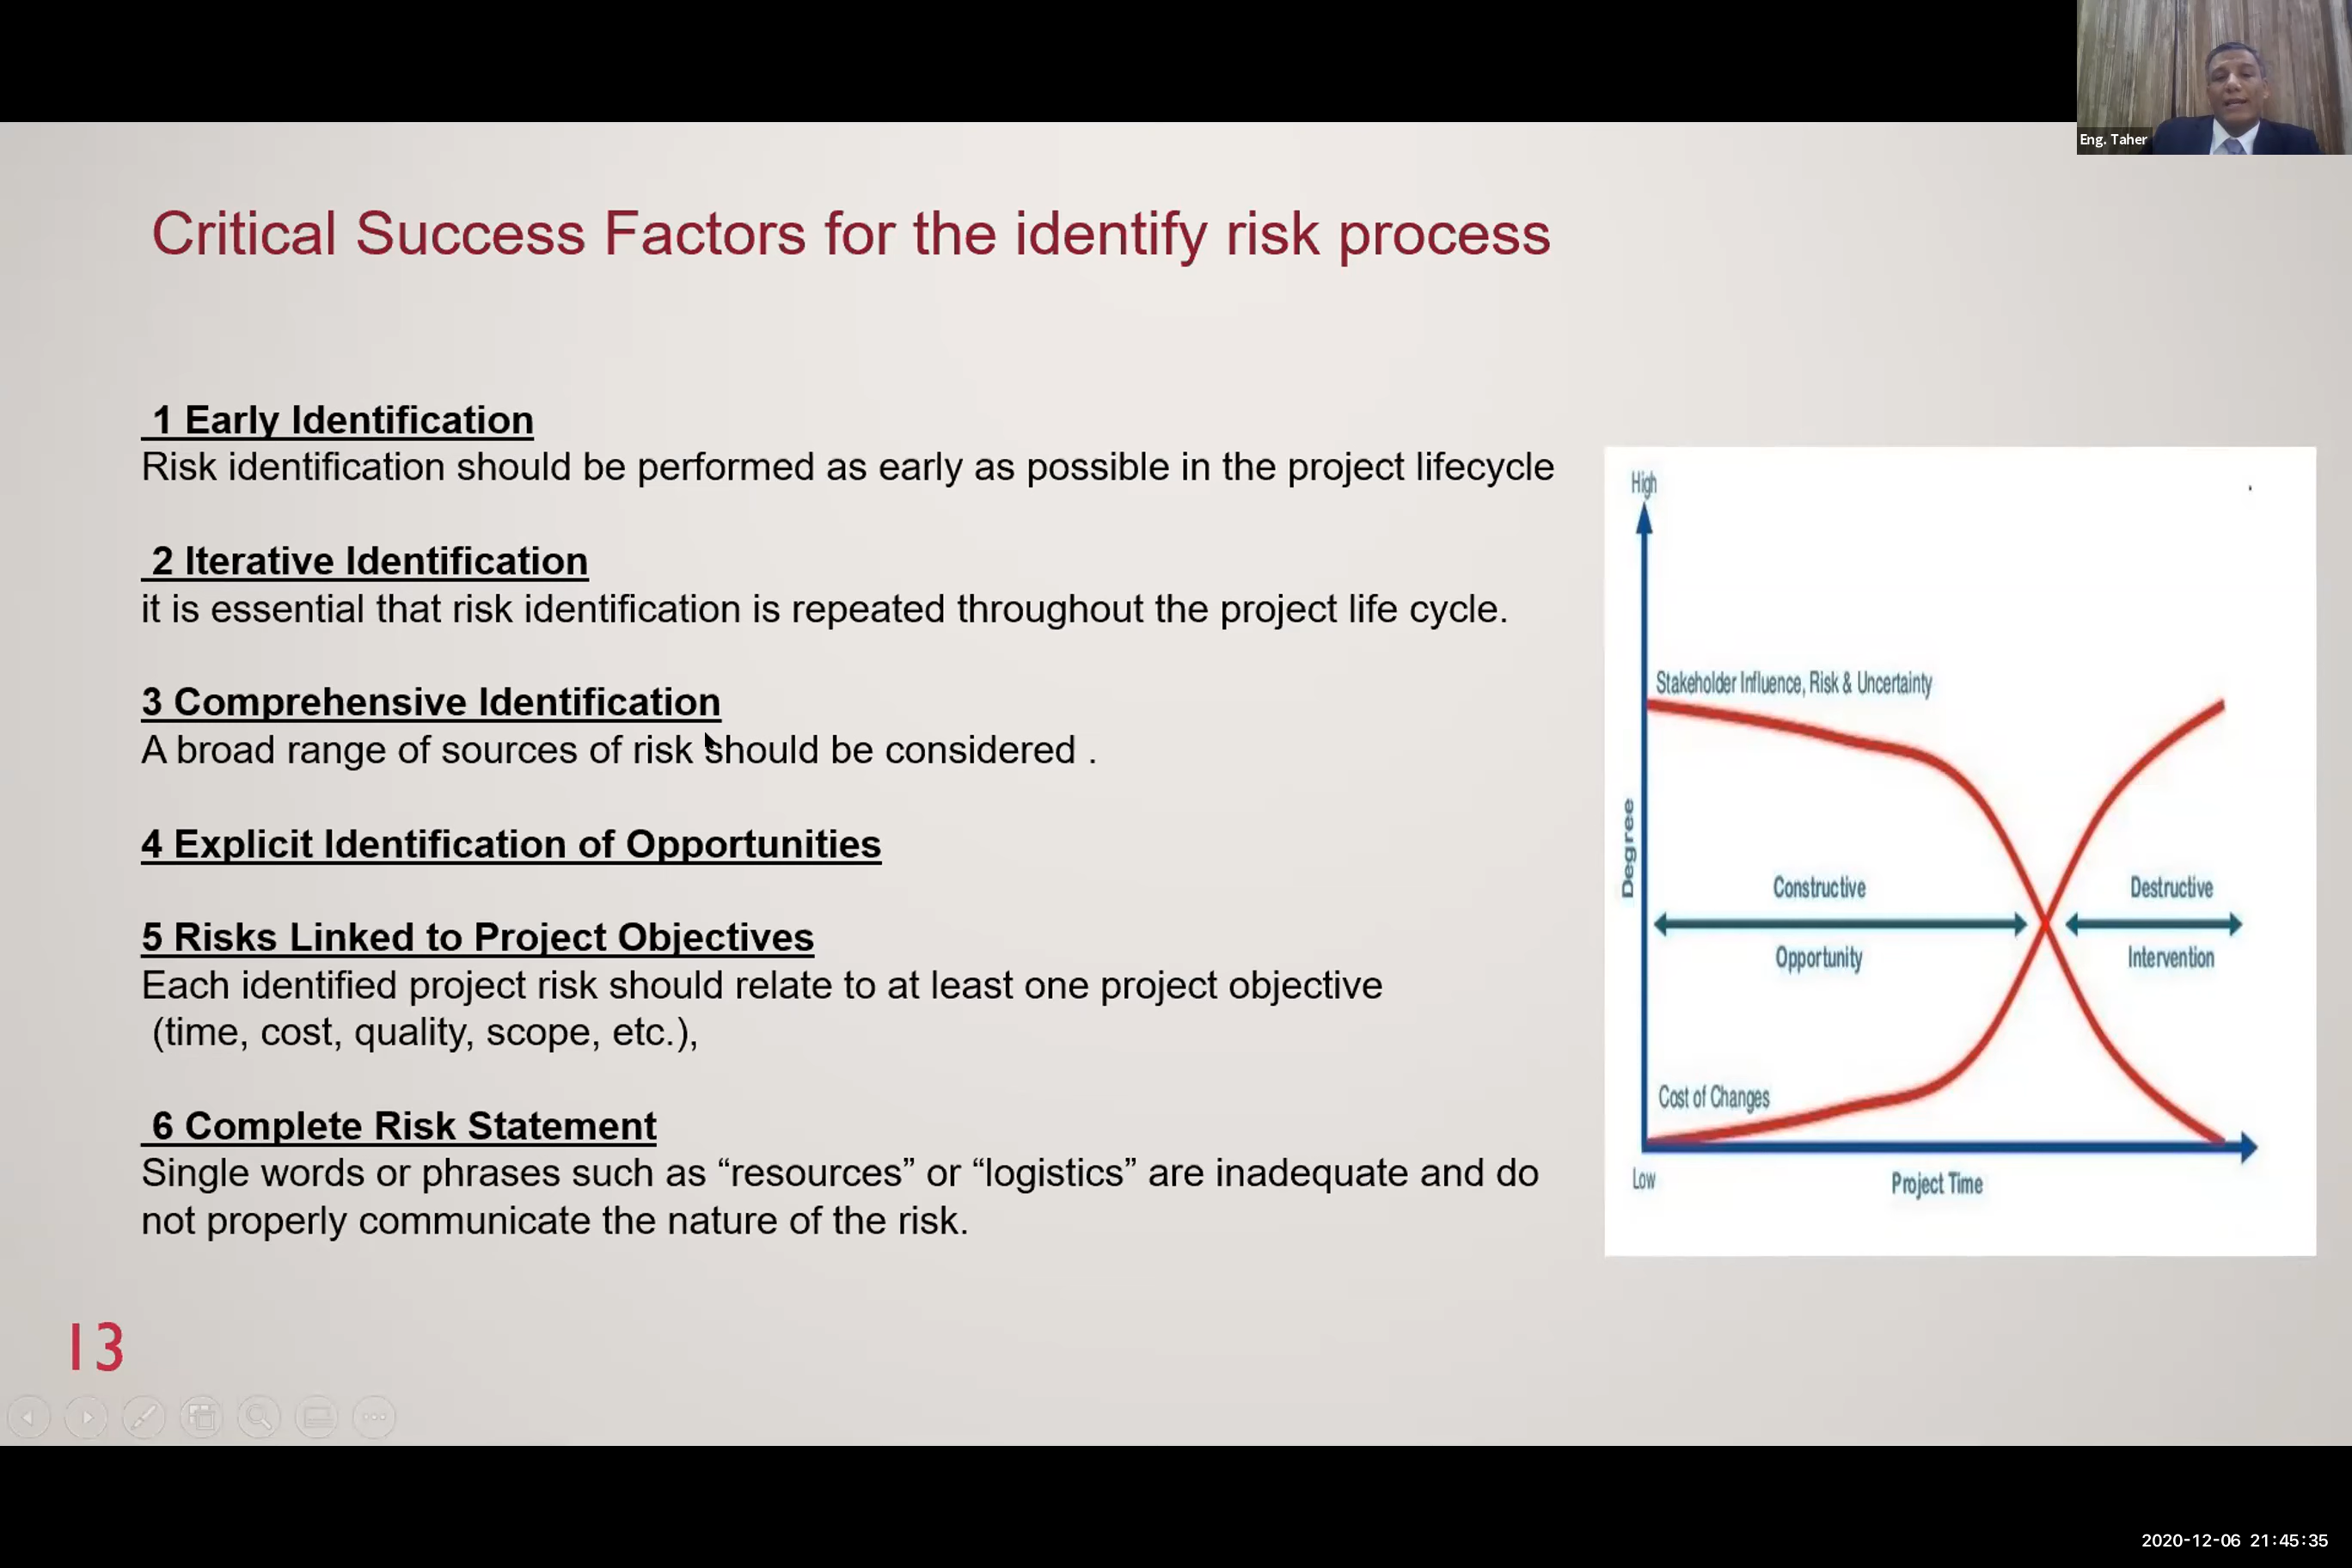 Eng. Taher
Critical Success Factors for the identify risk process
1 Early Identification
Risk identification should be performed as early as possible in the project lifecycle
2 Iterative Identification
it is essential that risk identification is repeated throughout the project life cycle.
3 Comprehensive Identification
A broad range of sources of risk should be considered .
4 Explicit Identification of Opportunities
5 Risks Linked to Project Objectives
Each identified project risk should relate to at least one project objective
(time, cost, quality, scope, etc.),
6 Complete Risk Statement
Single words or phrases such as “resources” or “logistics” are inadequate and do
not properly communicate the nature of the risk.
High
Stakeholder Influence, Risk & Uncertainty
Degree
Constructive
Opportunity
Destructive
Intervention
Cost of Changes
Low
Project Time
13
2020-12-06 21:45:35